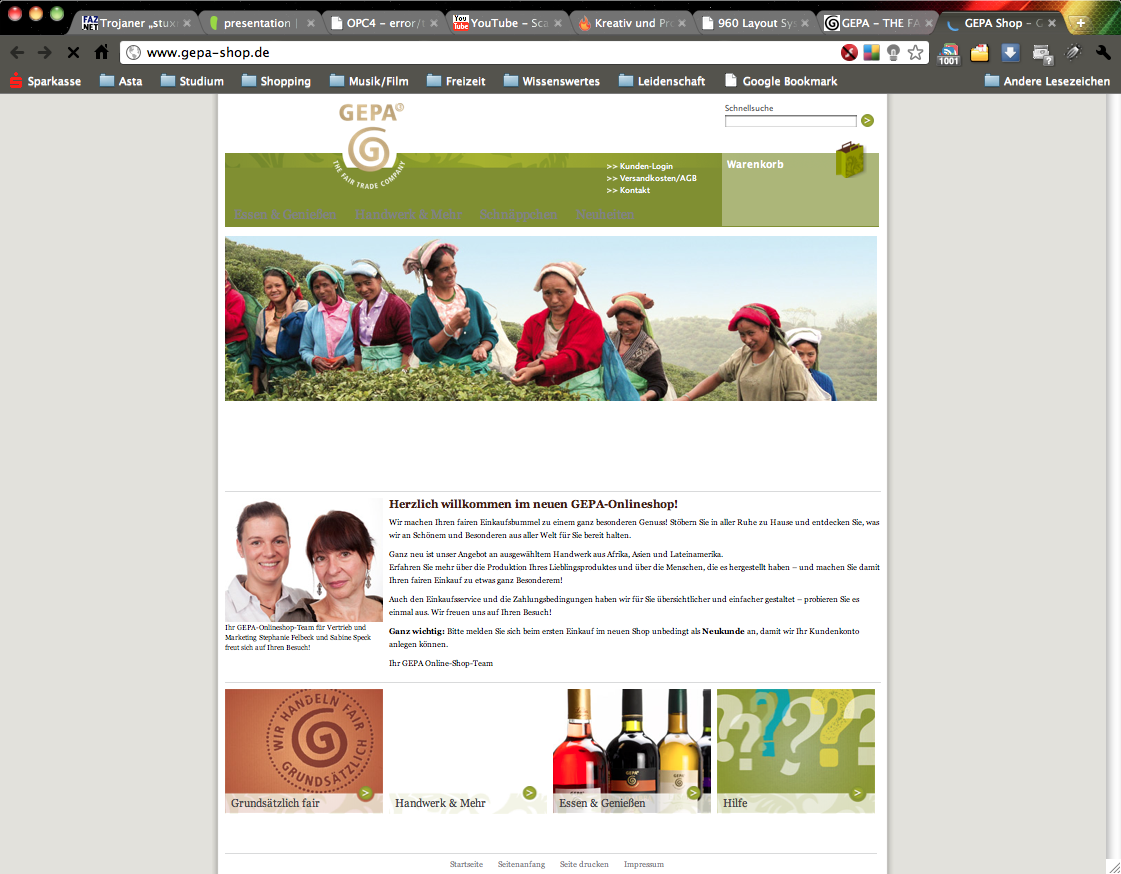 Trojaner „stux
presentation |
OPC4 – error/t
YouTube – Sca
Kreativ und Pr
960 Layout Sys
GEPA – THE FA
GEPA Shop – G
www.gepa-shop.de
1001
Sparkasse
Asta
Studium
Shopping
Musik/Film
Freizeit
Wissenswertes
Leidenschaft
Google Bookmark
Andere Lesezeichen
GEPA
THE FAIR TRADE COMPANY
Schnellsuche
>> Kunden-Login
>> Versandkosten/AGB
>> Kontakt
Warenkorb
Essen & Genießen
Handwerk & Mehr
Neuheiten
Herzlich willkommen im neuen GEPA-Onlineshop!
Wir machen Ihren fairen Einkaufsbummel zu einem ganz besonderen Genuss! Stöbern Sie in aller Ruhe zu Hause und entdecken Sie, was
wir an Schönem und Besonderen aus aller Welt für Sie bereit halten.
Ganz neu ist unser Angebot an ausgewähltem Handwerk aus Afrika, Asien und Lateinamerika.
Erfahren Sie mehr über die Produktion Ihres Lieblingsproduktes und über die Menschen, die es hergestellt haben – und machen Sie damit
Ihren fairen Einkauf zu etwas ganz Besonderem!
Auch den Einkaufsservice und die Zahlungsbedingungen haben wir für Sie übersichtlicher und einfacher gestaltet – probieren Sie es
einmal aus. Wir freuen uns auf Ihren Besuch!
Ganz wichtig: Bitte melden Sie sich beim ersten Einkauf im neuen Shop unbedingt als Neukunde an, damit wir Ihr Kundenkonto
anlegen können.
Ihr GEPA Online-Shop-Team
Ihr GEPA-Onlineshop-Team für Vertrieb und
Marketing Stephanie Felbeck und Sabine Speck
freut sich auf Ihren Besuch!
WIR HANDELN FAIR
GRUNDSÄTZLICH
Grundsätzlich fair
Handwerk & Mehr
GEPA
Essen & Genießen
Hilfe
Startseite
Seitenanfang
Seite drucken
Impressum